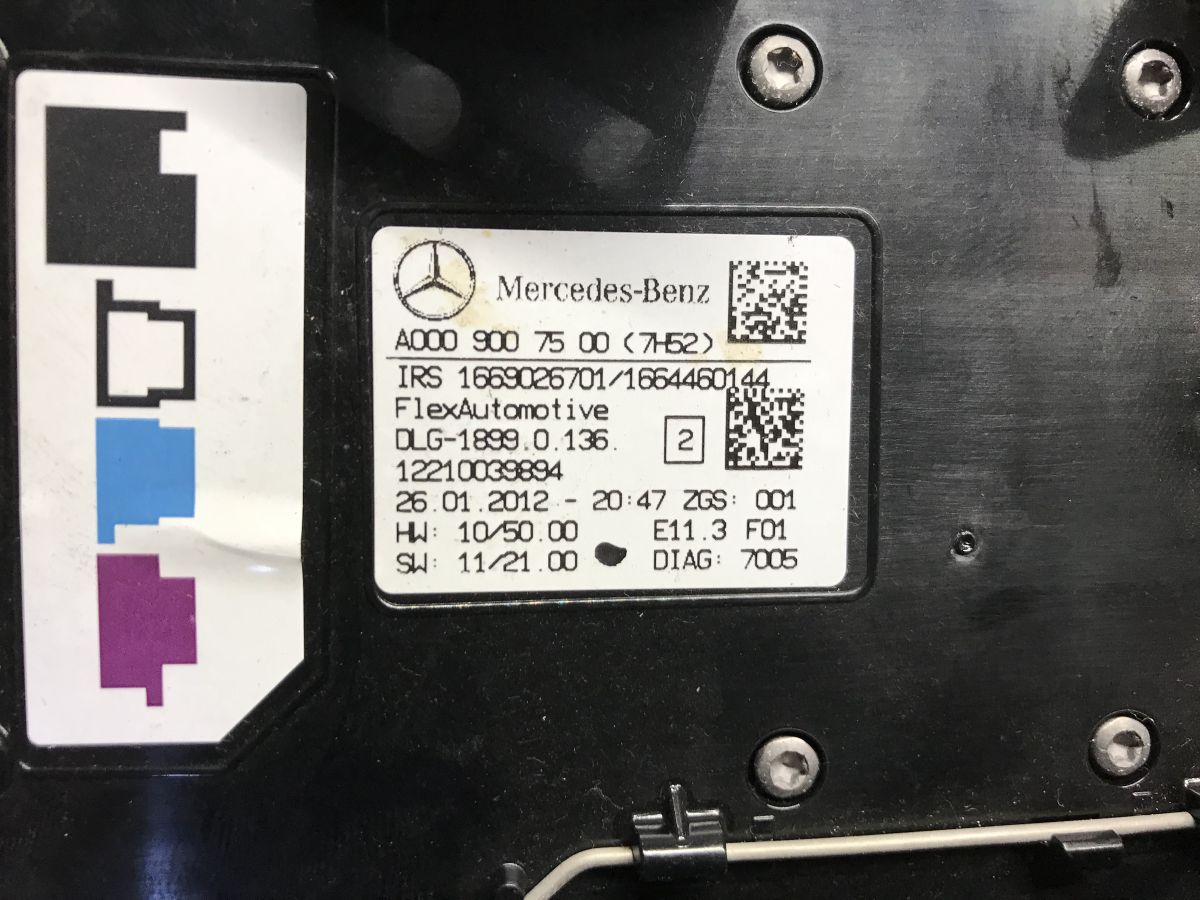 Mercedes-Benz
A000 900 75 00 (7H52)
IRS 1669026701/1664460144
FlexAutomotive
DLG-1899.0.136.
2
12210039894
26.01.2012 - 20:47 ZGS: 001
HW: 10/50.00 E11.3 F01
SW: 11/21.00 DIAG: 7005